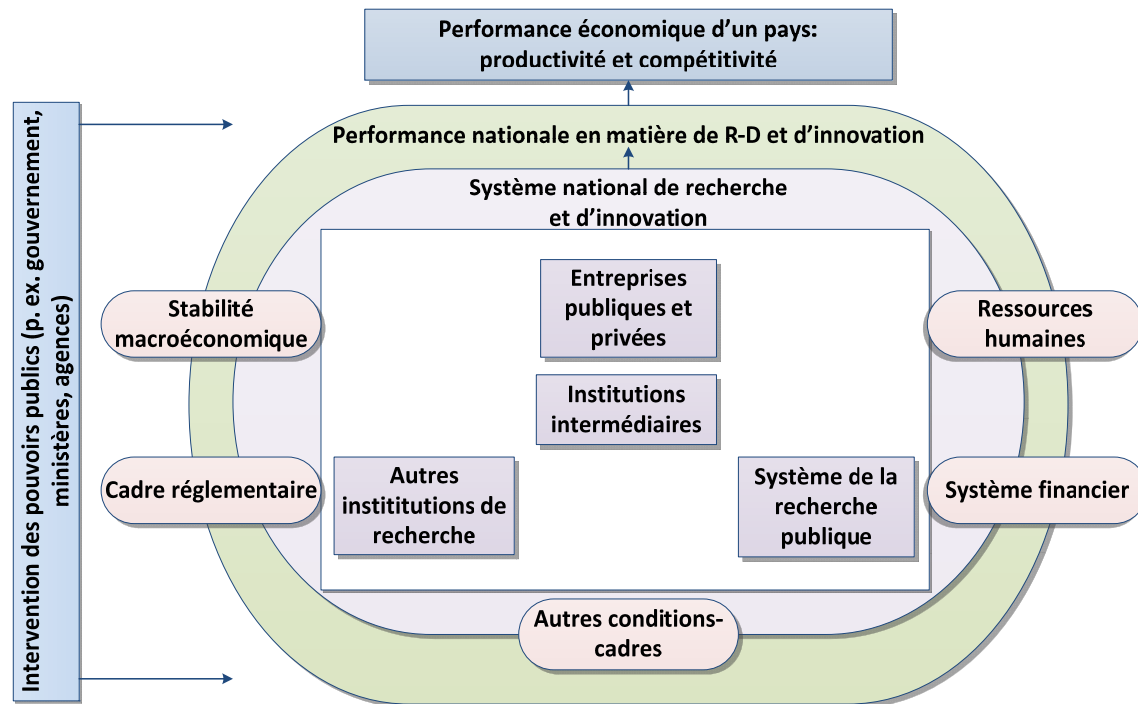 Performance économique d’un pays:
productivité et compétitivité
Intervention des pouvoirs publics (p. ex. gouvernement,
ministères, agences)
Performance nationale en matière de R-D et d’innovation
Système national de recherche
et d’innovation
Entreprises
publiques et
privées
Stabilité
macroéconomique
Ressources
humaines
Institutions
intermédiaires
Cadre réglementaire
Autres
instititutions de
recherche
Système de la
recherche
publique
Système financier
Autres conditions-
cadres